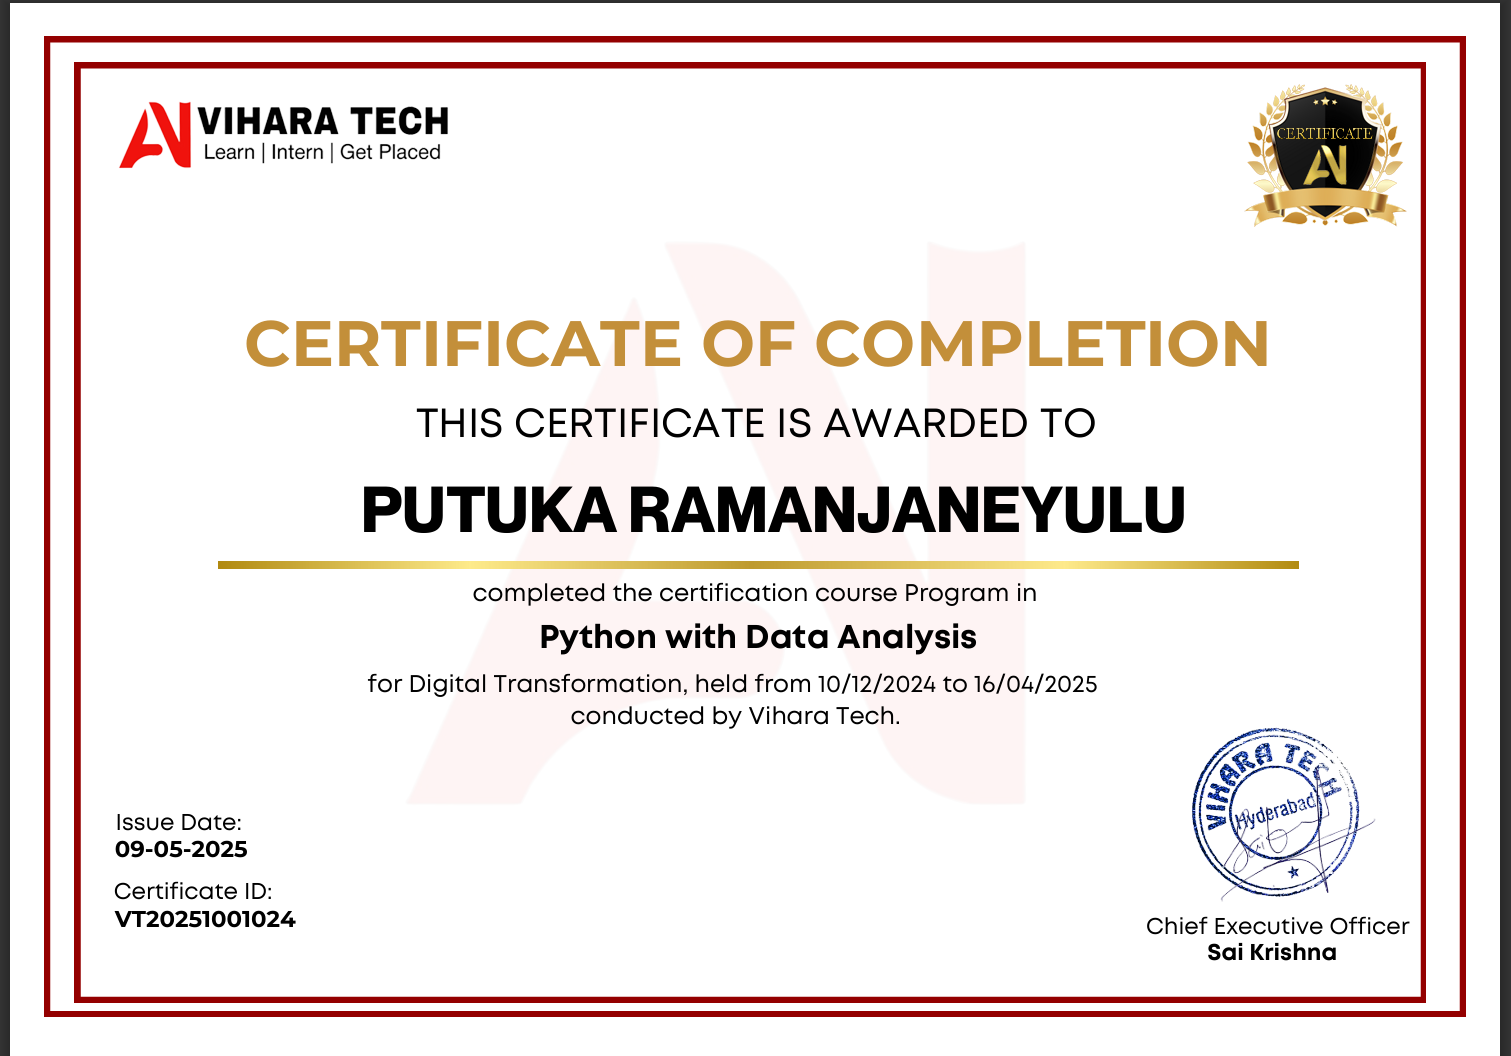 VIHARA TECH
Learn | Intern | Get Placed
CERTIFICATE
CERTIFICATE OF COMPLETION
THIS CERTIFICATE IS AWARDED TO
PUTUKA RAMANJANEYULU
completed the certification course Program in
Python with Data Analysis
for Digital Transformation, held from 10/12/2024 to 16/04/2025
conducted by Vihara Tech.
Issue Date:
09-05-2025
Certificate ID:
VT20251001024
VIHARA TECH
Hyderabad
Chief Executive Officer
Sai Krishna